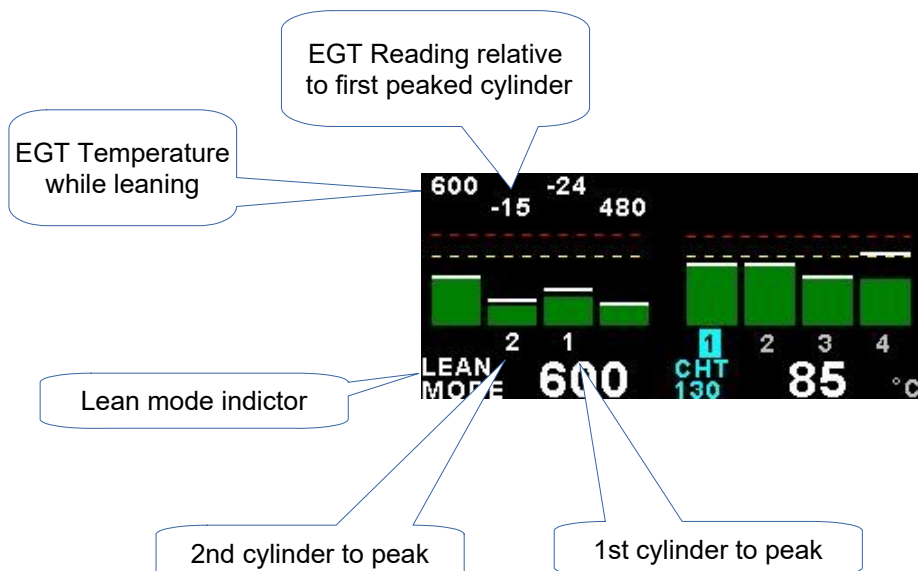 EGT Reading relative
to first peaked cylinder
EGT Temperature
while leaning
600 -24
-15 480
2 1 1 2 3 4
LEAN
MODE 600 CHT
130 85 °C
Lean mode indictor
2nd cylinder to peak
1st cylinder to peak